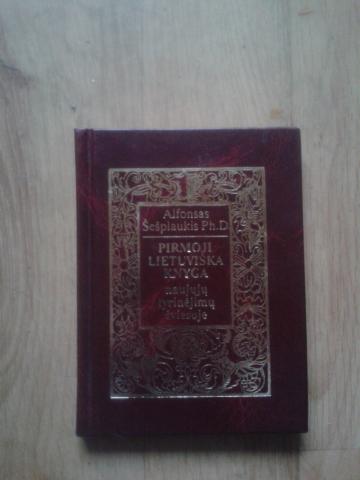 Alfonsas
Šešplaukis Ph.D.
PIRMOJI
LIETUVIŠKA
KNYGA
naujųjų
tyrinėjimų
šviesoje